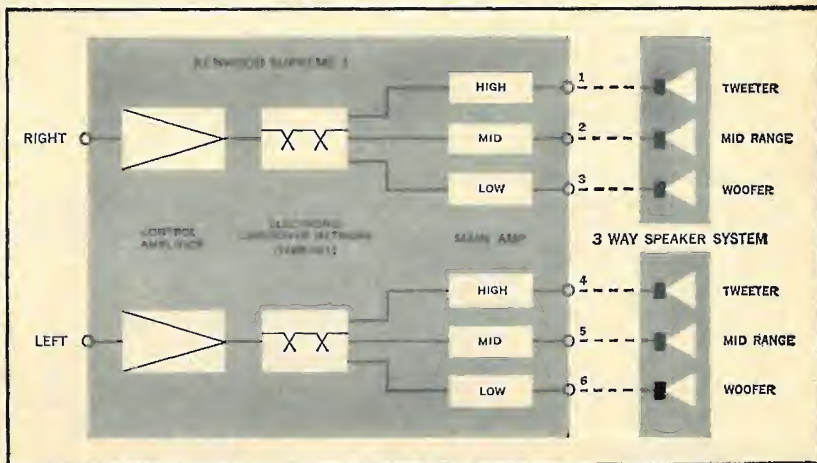 KENWOOD SUPREME 1
1
HIGH
TWEETER
RIGHT
2
MID
MID RANGE
3
LOW
WOOFER
CONTROL AMPLIFIER
ELECTRONIC CROSSOVER NETWORK
MAIN AMP
3 WAY SPEAKER SYSTEM
4
HIGH
TWEETER
LEFT
5
MID
MID RANGE
6
LOW
WOOFER